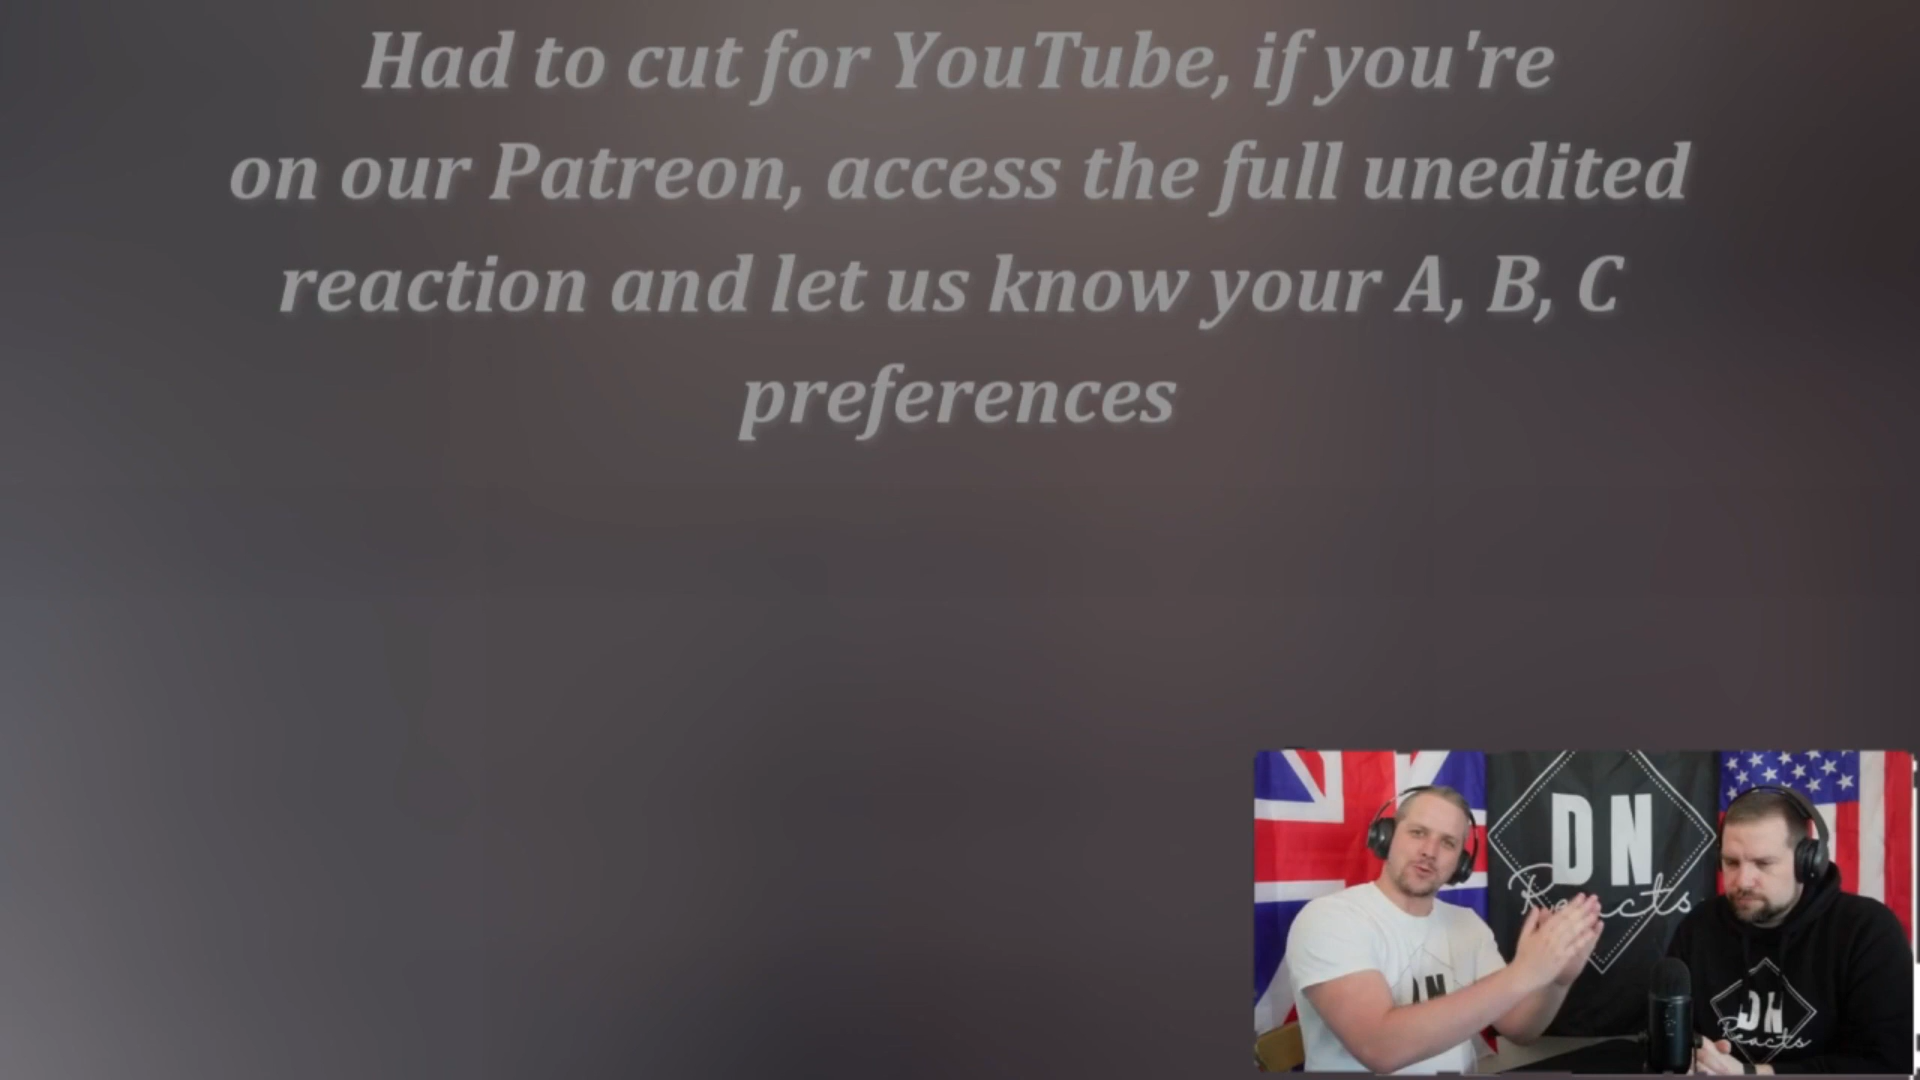 Had to cut for YouTube, if you're
on our Patreon, access the full unedited
reaction and let us know your A, B, C
preferences
DN
Reacts
DN
Reacts